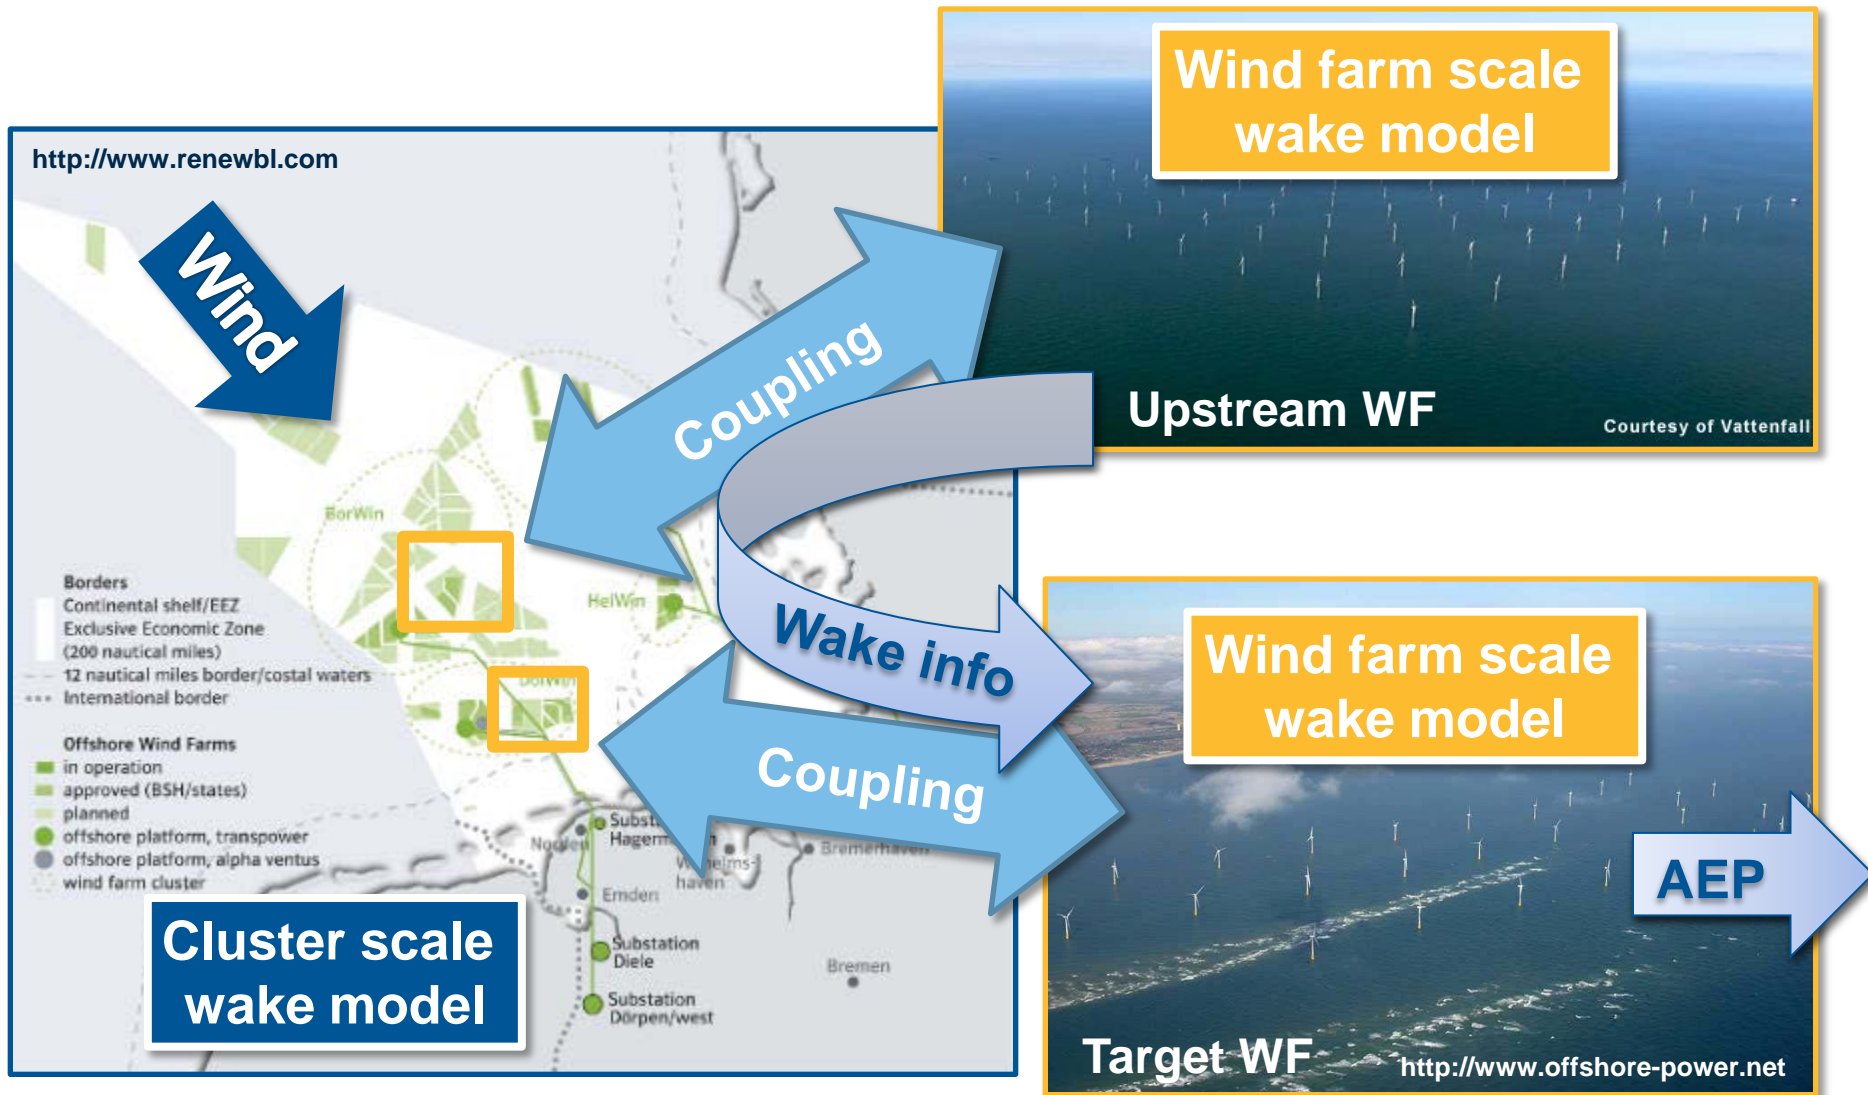 Wind farm scale
wake model
http://www.renewbl.com
Wind
Coupling
Upstream WF
Courtesy of Vattenfall
BorWin
HelWin
Borders
Continental shelf/EEZ
Exclusive Economic Zone
(200 nautical miles)
12 nautical miles border/costal waters
International border
Offshore Wind Farms
in operation
approved (BSH/states)
planned
offshore platform, transpower
offshore platform, alpha ventus
wind farm cluster
Wake info
Wind farm scale
wake model
Coupling
Bremerhaven
Emden
Substation
Diele
Bremen
Substation
Dörpen/west
Cluster scale
wake model
AEP
Target WF
http://www.offshore-power.net